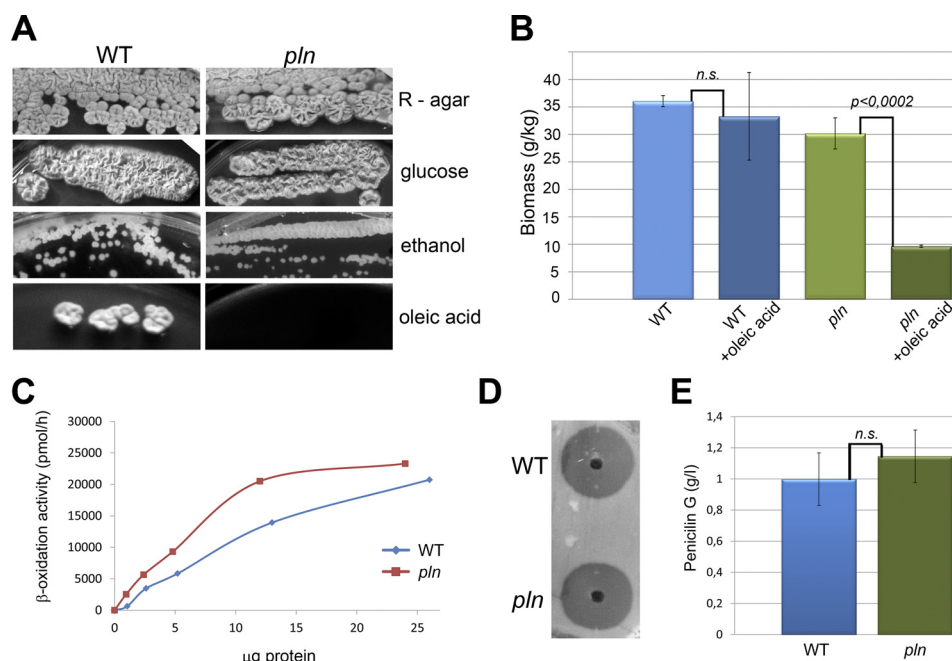 A
WT
pln
R - agar
glucose
ethanol
oleic acid
B
Biomass (g/kg)
40
35
30
25
20
15
10
5
0
n.s.
p<0,0002
WT
WT
+oleic acid
pln
pln
+oleic acid
C
β-oxidation activity (pmol/h)
30000
25000
20000
15000
10000
5000
0
0
5
10
15
20
25
µg protein
WT
pln
D
WT
pln
E
Penicilin G (g/l)
1,4
1,2
1
0,8
0,6
0,4
0,2
0
n.s.
WT
pln